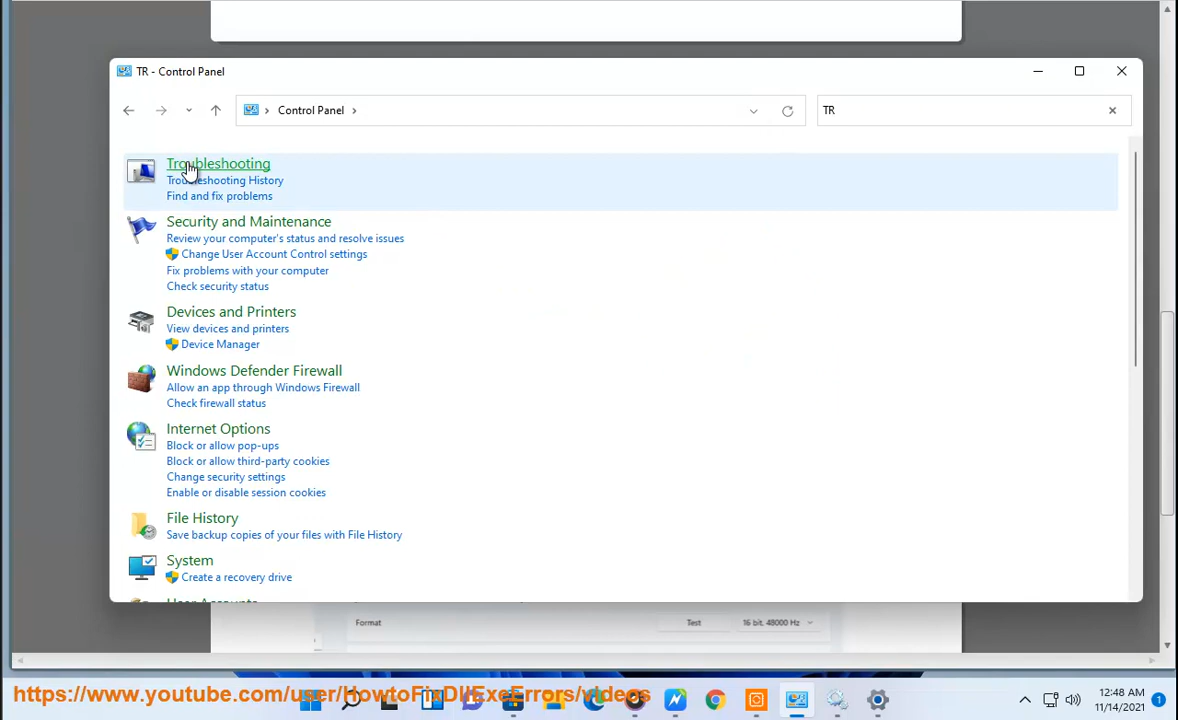 TR - Control Panel
Control Panel
TR
Troubleshooting
Troubleshooting History
Find and fix problems
Security and Maintenance
Review your computer's status and resolve issues
Change User Account Control settings
Fix problems with your computer
Check security status
Devices and Printers
View devices and printers
Device Manager
Windows Defender Firewall
Allow an app through Windows Firewall
Check firewall status
Internet Options
Block or allow pop-ups
Block or allow third-party cookies
Change security settings
Enable or disable session cookies
File History
Save backup copies of your files with File History
System
Create a recovery drive
User Accounts
Format Test 16 bit, 48000 Hz
https://www.youtube.com/user/HowtoFixDllExeErrors/videos
12:48 AM
11/14/2021
1